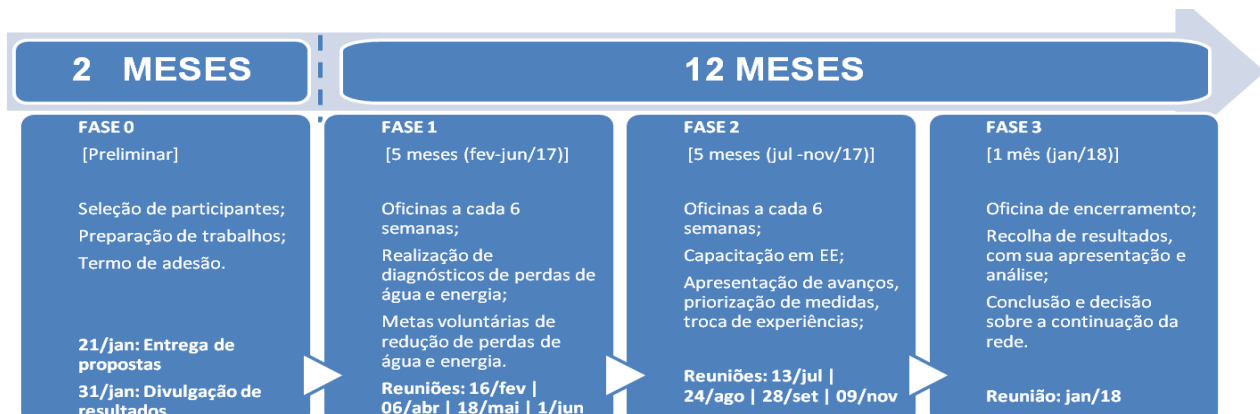 2 MESES
12 MESES
FASE 0
[Preliminar]
Seleção de participantes;
Preparação de trabalhos;
Termo de adesão.
21/jan: Entrega de
propostas
31/jan: Divulgação de
resultados
FASE 1
[5 meses (fev-jun/17)]
Oficinas a cada 6
semanas;
Realização de
diagnósticos de perdas de
água e energia;
Metas voluntárias de
redução de perdas de
água e energia.
Reuniões: 16/fev |
06/abr | 18/mai | 1/jun
FASE 2
[5 meses (jul -nov/17)]
Oficinas a cada 6
semanas;
Capacitação em EE;
Apresentação de avanços,
priorização de medidas,
troca de experiências;
Reuniões: 13/jul |
24/ago | 28/set | 09/nov
FASE 3
[1 mês (jan/18)]
Oficina de encerramento;
Recolha de resultados,
com sua apresentação e
análise;
Conclusão e decisão
sobre a continuação da
rede.
Reunião: jan/18